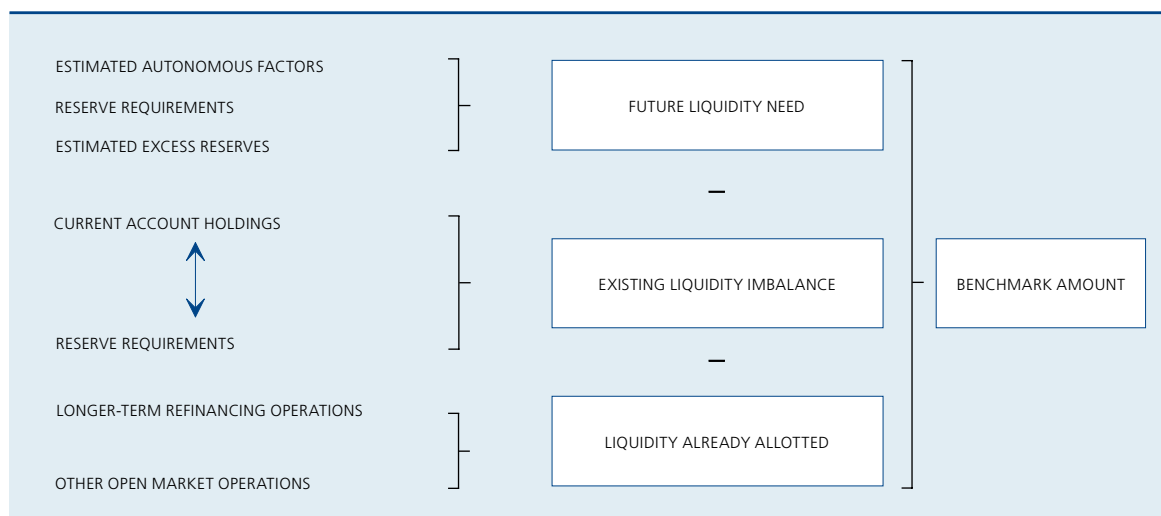 ESTIMATED AUTONOMOUS FACTORS
RESERVE REQUIREMENTS
ESTIMATED EXCESS RESERVES
FUTURE LIQUIDITY NEED
–
CURRENT ACCOUNT HOLDINGS
RESERVE REQUIREMENTS
EXISTING LIQUIDITY IMBALANCE
BENCHMARK AMOUNT
–
LONGER-TERM REFINANCING OPERATIONS
OTHER OPEN MARKET OPERATIONS
LIQUIDITY ALREADY ALLOTTED